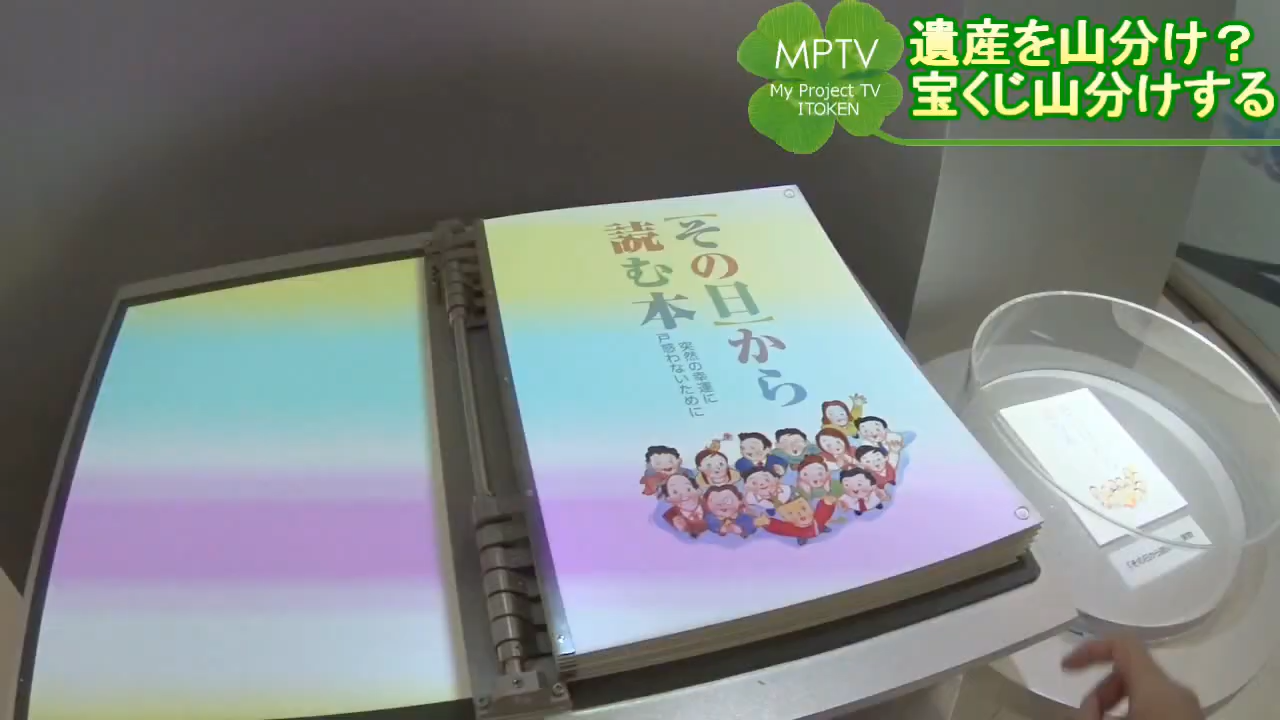 MPTV
My Project TV
ITOKEN
遺産を山分け？
宝くじ山分けする
【その日】から
読む本
突然の幸運に
戸惑わないために